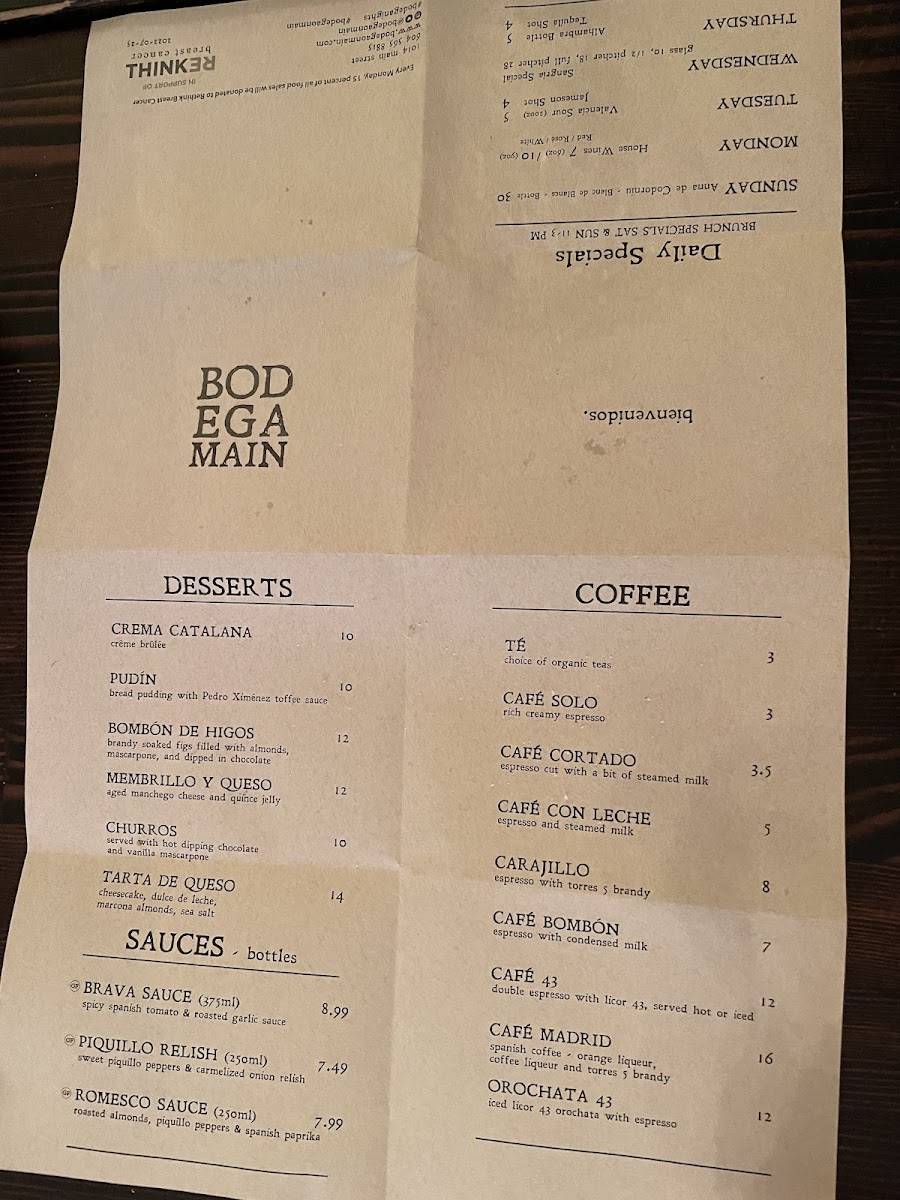 BOD
EGA
MAIN
DESSERTS
CREMA CATALANA 10
crème brûlée
PUDÍN 10
bread pudding with Pedro Ximénez toffee sauce
BOMBÓN DE HIGOS 12
brandy soaked figs filled with almonds,
mascarpone, and dipped in chocolate
MEMBRILLO Y QUESO 12
aged manchego cheese and quince jelly
CHURROS 10
served with hot dipping chocolate
and vanilla mascarpone
TARTA DE QUESO 14
cheesecake, dulce de leche,
marcona almonds, sea salt
SAUCES - bottles
GF BRAVA SAUCE (375ml) 8.99
spicy spanish tomato & roasted garlic sauce
GF PIQUILLO RELISH (250ml) 7.49
sweet piquillo peppers & carmelized onion relish
GF ROMESCO SAUCE (250ml) 7.99
roasted almonds, piquillo peppers & spanish paprika
COFFEE
TÉ 3
choice of organic teas
CAFÉ SOLO 3
rich creamy espresso
CAFÉ CORTADO 3.5
espresso cut with a bit of steamed milk
CAFÉ CON LECHE 5
espresso and steamed milk
CARAJILLO 8
espresso with torres 5 brandy
CAFÉ BOMBÓN 7
espresso with condensed milk
CAFÉ 43 12
double espresso with licor 43, served hot or iced
CAFÉ MADRID 16
spanish coffee - orange liqueur,
coffee liqueur and torres 5 brandy
OROCHATA 43 12
iced licor 43 orochata with espresso
bienvenidos.
Daily Specials
BRUNCH SPECIALS SAT & SUN 11-3 PM
SUNDAY Anna de Codorniu - Blanc de Blancs - Bottle 30
MONDAY House Wines 7 (6oz) / 10 (9oz)
Red / Rosé / White
TUESDAY Valencia Sour (20oz) 5
Jameson Shot 4
WEDNESDAY Sangria Special
glass 10, 1/2 pitcher 18, full pitcher 28
THURSDAY Alhambra Bottle 5
Tequila Shot 4
Every Monday, 15 percent of all food sales will be donated to Rethink Breast Cancer
1014 main street
604 565 8815
www.bodegaonmain.com
@bodegaonmain
#bodeganights #bodegaonmain
IN SUPPORT OF
RETHINK
breast cancer
2022-07-25